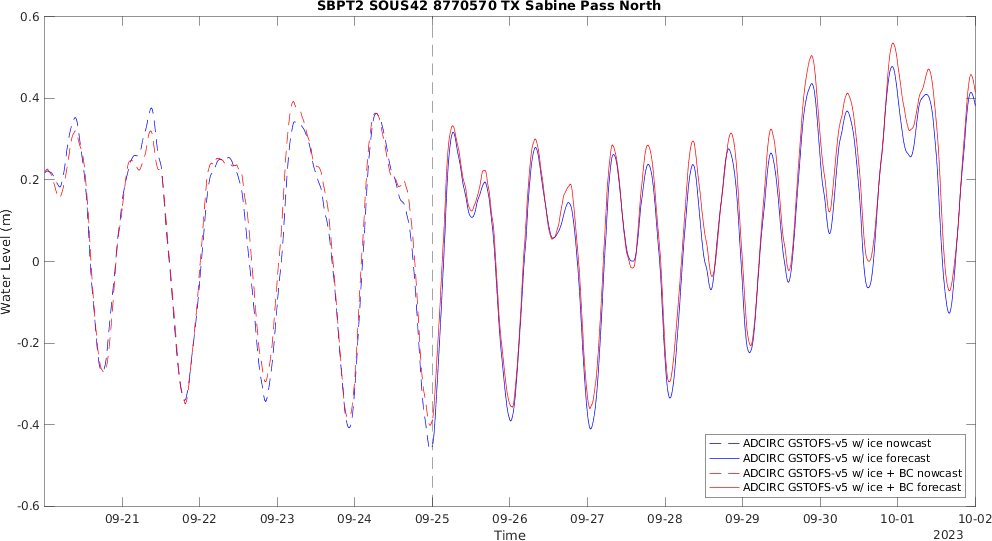 SBPT2 SOUS42 8770570 TX Sabine Pass North
0.6
0.4
0.2
0
-0.2
-0.4
-0.6
Water Level (m)
09-21 09-22 09-23 09-24 09-25 09-26 09-27 09-28 09-29 09-30 10-01 10-02
Time
2023
ADCIRC GSTOFS-v5 w/ ice nowcast
ADCIRC GSTOFS-v5 w/ ice forecast
ADCIRC GSTOFS-v5 w/ ice + BC nowcast
ADCIRC GSTOFS-v5 w/ ice + BC forecast